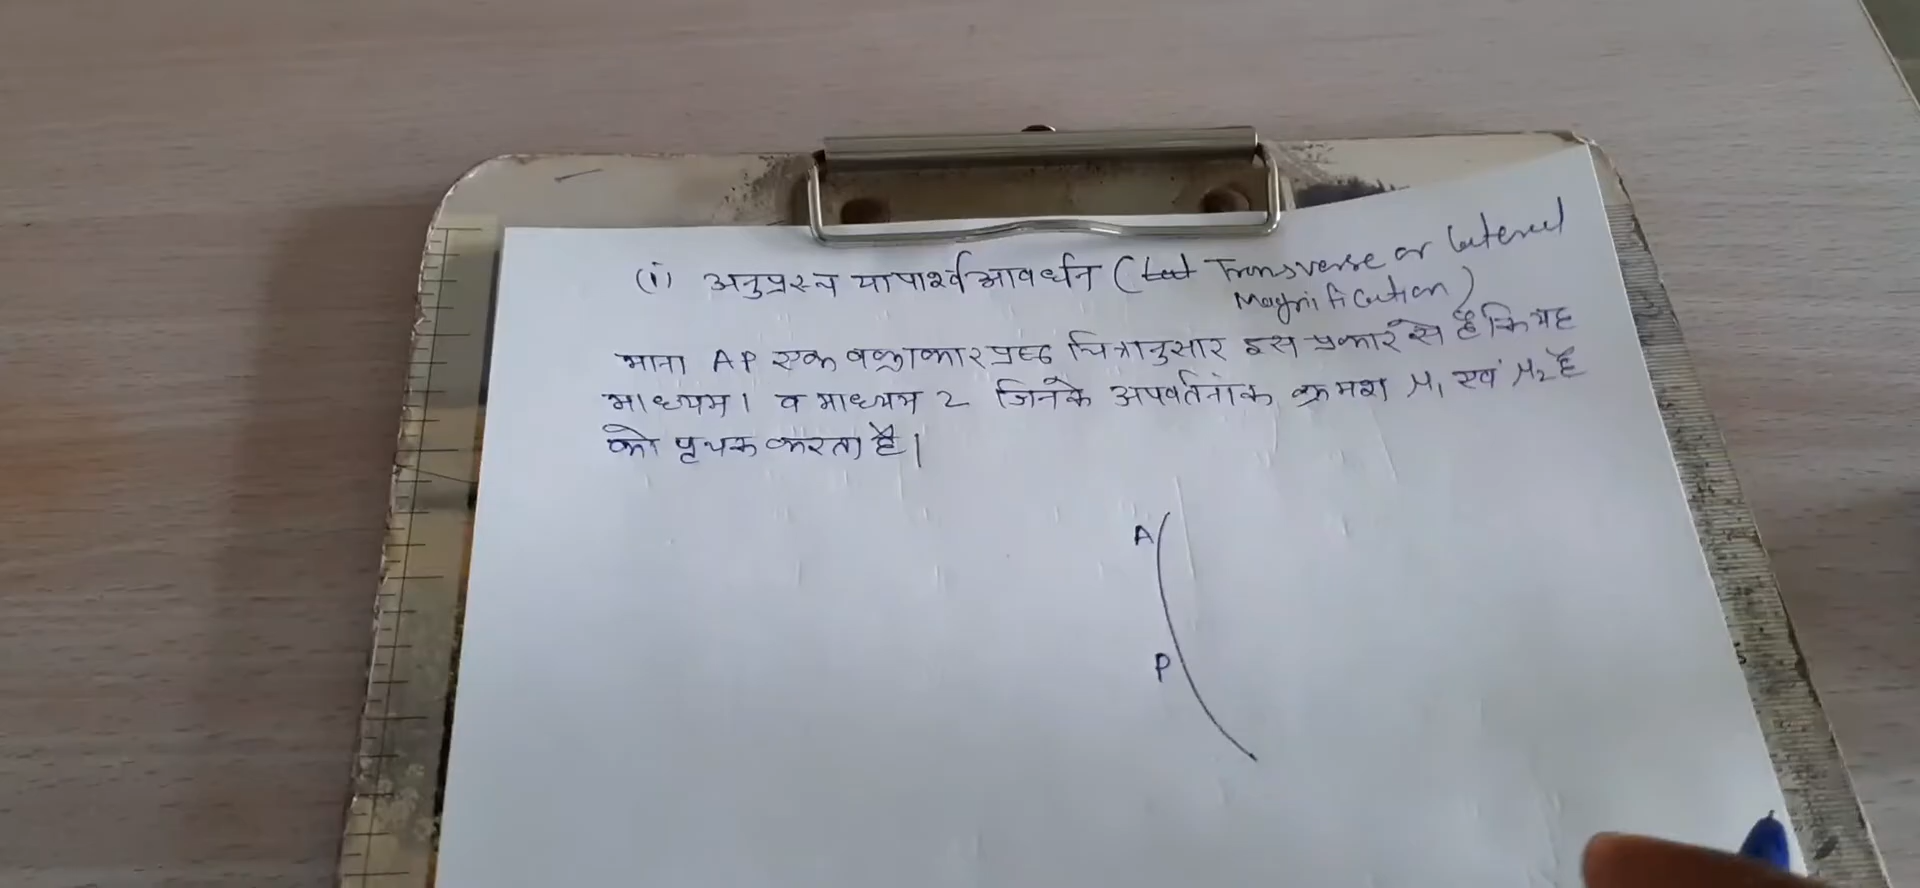 (i) अनुप्रस्थ या पार्श्व आवर्धन (Transverse or lateral
Magnification)
माना AP एक वक्राकार पृष्ठ चित्रानुसार इस प्रकार से है कि यह
माध्यम 1 व माध्यम 2 जिनके अपवर्तनांक क्रमश μ₁ एवं μ₂ है
को पृथक करता है।
A
P